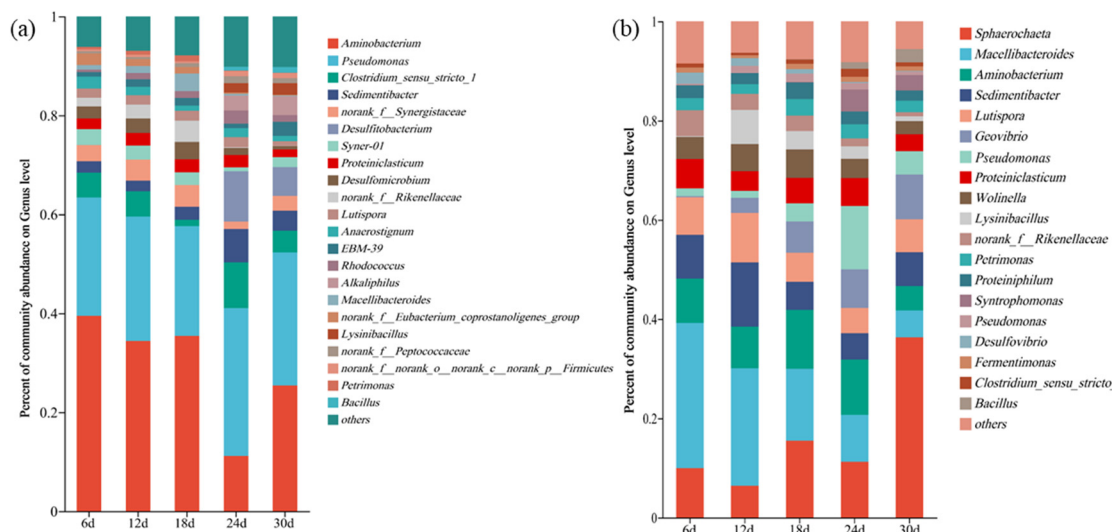 (a)
Percent of community abundance on Genus level
1
0.8
0.6
0.4
0.2
0
6d 12d 18d 24d 30d
Aminobacterium
Pseudomonas
Clostridium_sensu_stricto_1
Sedimentibacter
norank_f__Synergistaceae
Desulfitobacterium
Syner-01
Proteiniclasticum
Desulfomicrobium
norank_f__Rikenellaceae
Lutispora
Anaerostignum
EBM-39
Rhodococcus
Alkaliphilus
Macellibacteroides
norank_f__Eubacterium_coprostanoligenes_group
Lysinibacillus
norank_f__Peptococcaceae
norank_f__norank_o__norank_c__norank_p__Firmicutes
Petrimonas
Bacillus
others
(b)
Percent of community abundance on Genus level
1
0.8
0.6
0.4
0.2
0
6d 12d 18d 24d 30d
Sphaerochaeta
Macellibacteroides
Aminobacterium
Sedimentibacter
Lutispora
Geovibrio
Pseudomonas
Proteiniclasticum
Wolinella
Lysinibacillus
norank_f__Rikenellaceae
Petrimonas
Proteiniphilum
Syntrophomonas
Pseudomonas
Desulfovibrio
Fermentimonas
Clostridium_sensu_stricto_
Bacillus
others